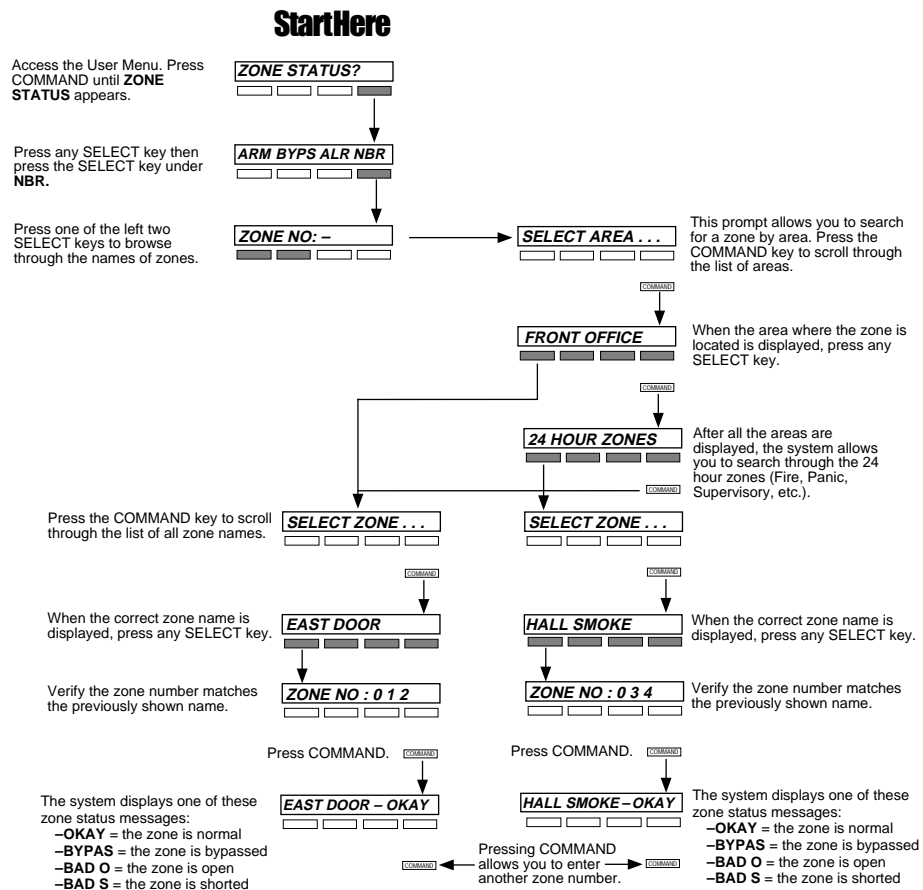 StartHere
Access the User Menu. Press
COMMAND until ZONE
STATUS appears.
ZONE STATUS?
Press any SELECT key then
press the SELECT key under
NBR.
ARM BYPS ALR NBR
Press one of the left two
SELECT keys to browse
through the names of zones.
ZONE NO: –
SELECT AREA . . .
This prompt allows you to search
for a zone by area. Press the
COMMAND key to scroll through
the list of areas.
COMMAND
FRONT OFFICE
When the area where the zone is
located is displayed, press any
SELECT key.
COMMAND
24 HOUR ZONES
After all the areas are
displayed, the system allows
you to search through the 24
hour zones (Fire, Panic,
Supervisory, etc.).
COMMAND
Press the COMMAND key to scroll
through the list of all zone names.
SELECT ZONE . . .
SELECT ZONE . . .
COMMAND
COMMAND
When the correct zone name is
displayed, press any SELECT key.
EAST DOOR
HALL SMOKE
When the correct zone name is
displayed, press any SELECT key.
Verify the zone number matches
the previously shown name.
ZONE NO : 0 1 2
ZONE NO : 0 3 4
Verify the zone number matches
the previously shown name.
Press COMMAND.
COMMAND
Press COMMAND.
COMMAND
The system displays one of these
zone status messages:
–OKAY = the zone is normal
–BYPAS = the zone is bypassed
–BAD O = the zone is open
–BAD S = the zone is shorted
EAST DOOR – OKAY
HALL SMOKE – OKAY
The system displays one of these
zone status messages:
–OKAY = the zone is normal
–BYPAS = the zone is bypassed
–BAD O = the zone is open
–BAD S = the zone is shorted
COMMAND
Pressing COMMAND
allows you to enter
another zone number.
COMMAND